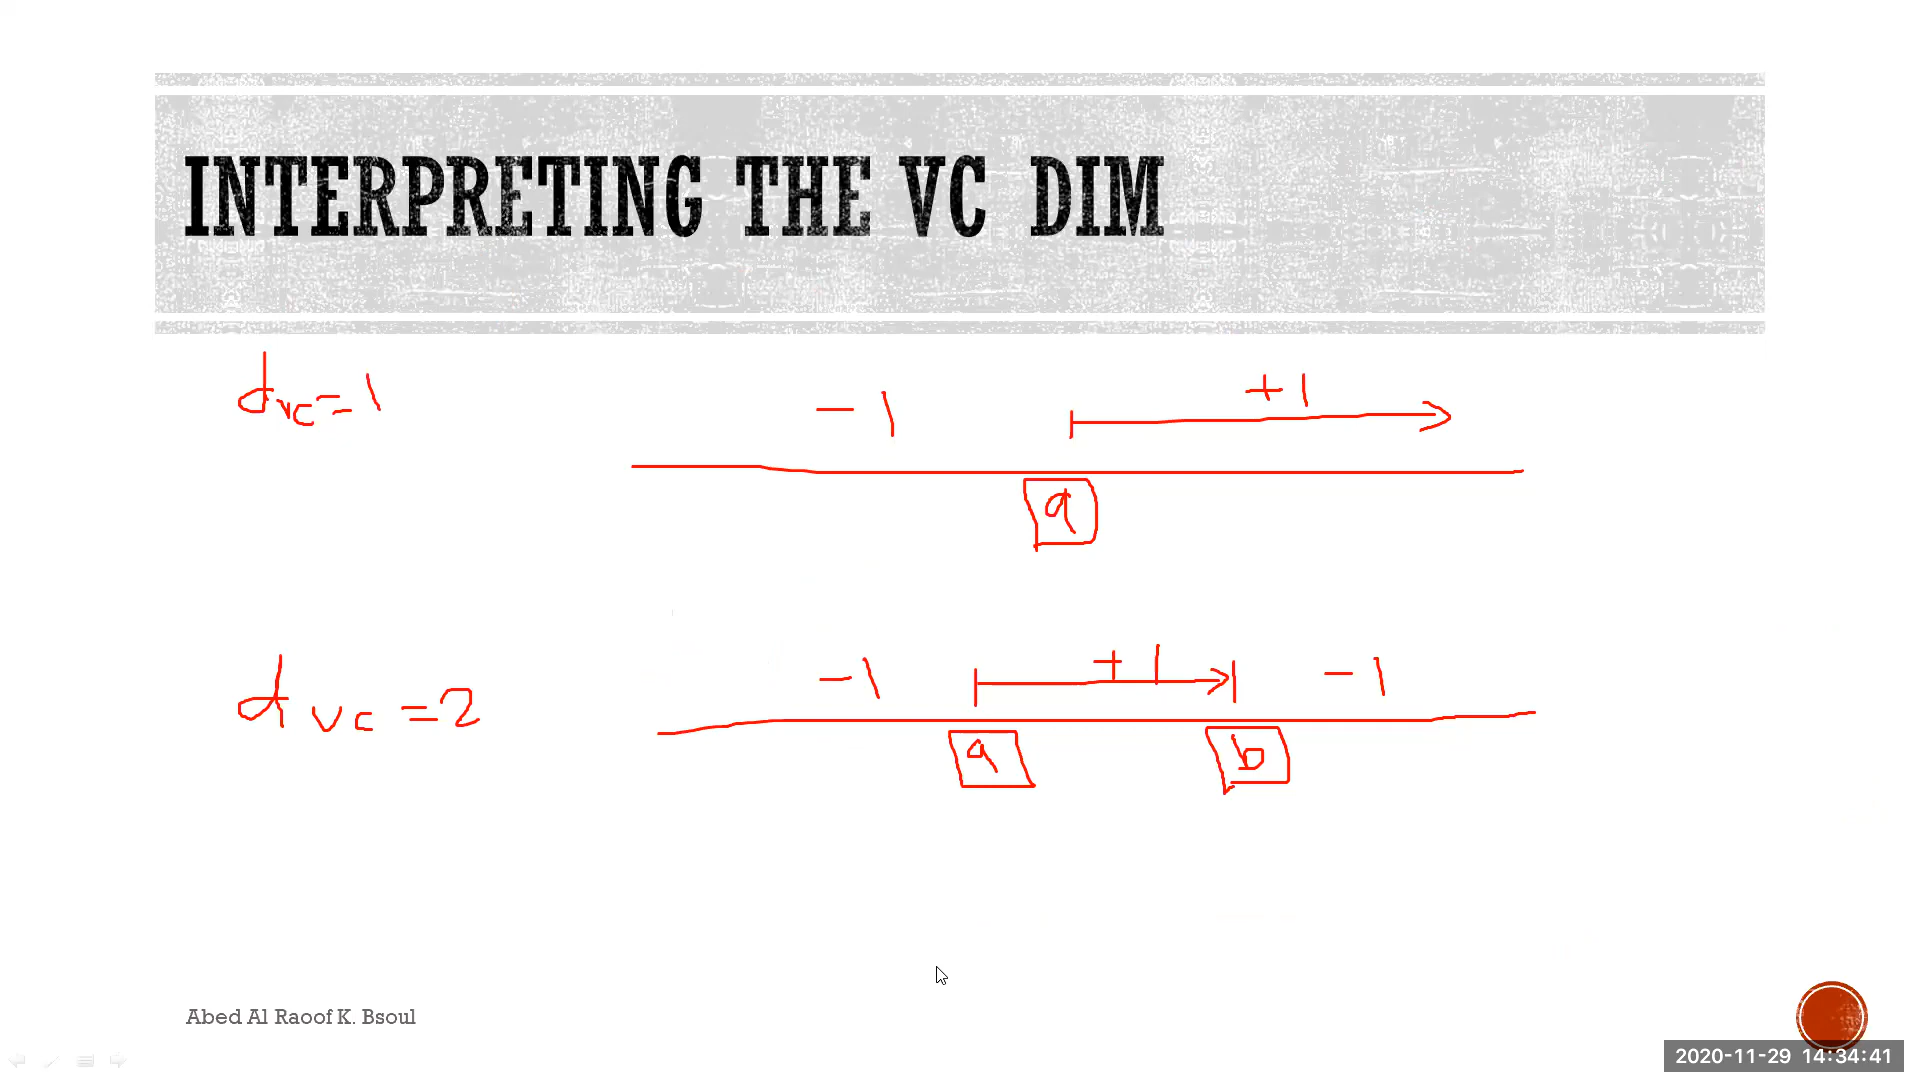 INTERPRETING THE VC DIM
dvc=1
-1
+1
a
dvc=2
-1
+1
-1
a
b
Abed Al Raoof K. Bsoul
2020-11-29 14:34:41